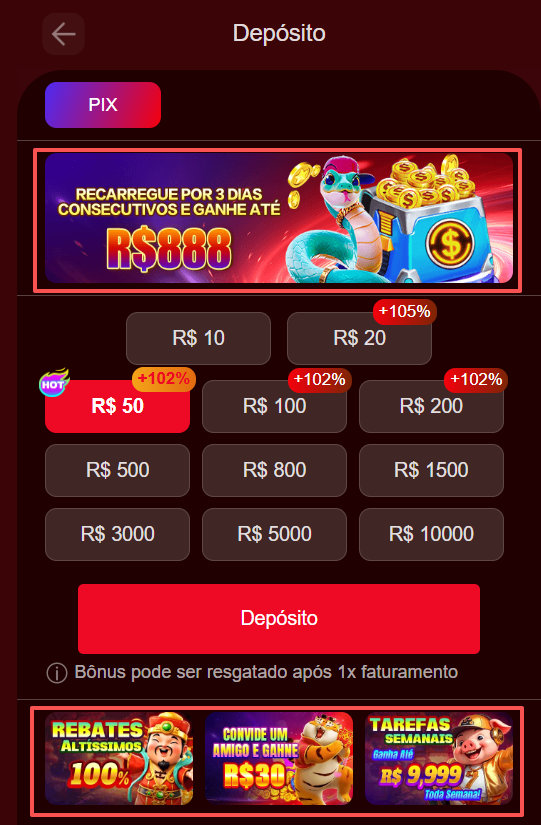 Depósito
PIX
RECARREGUE POR 3 DIAS
CONSECUTIVOS E GANHE ATÉ
R$888
R$ 10
R$ 20
+105%
HOT
R$ 50
+102%
R$ 100
+102%
R$ 200
+102%
R$ 500
R$ 800
R$ 1500
R$ 3000
R$ 5000
R$ 10000
Depósito
Bônus pode ser resgatado após 1x faturamento
REBATES
ALTÍSSIMOS
100%
CONVIDE UM
AMIGO E GANHE
R$30
TAREFAS
SEMANAIS
Ganha Até
R$ 9,999
Toda Semana!